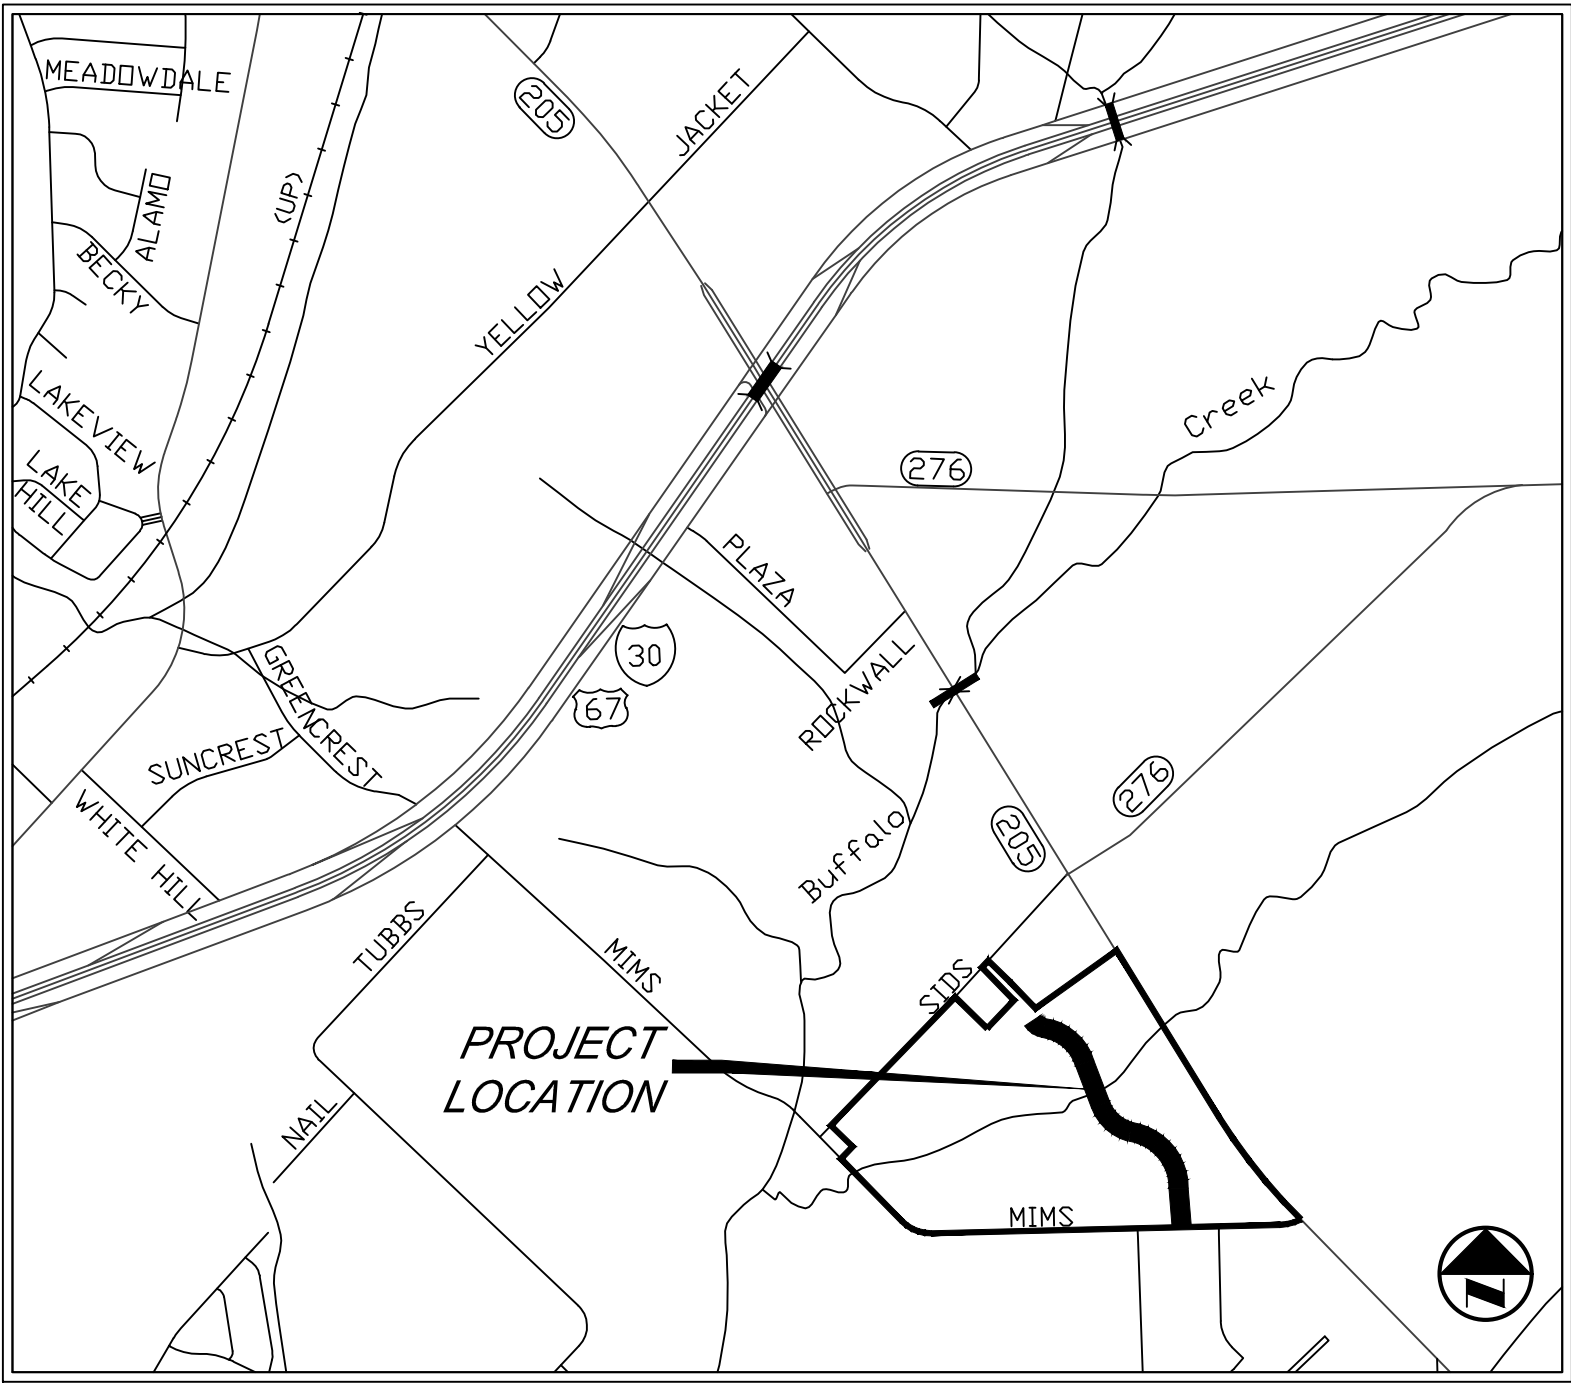 MEADOWDALE
205
JACKET
(UP)
ALAMO
BECKY
YELLOW
LAKEVIEW
Creek
LAKE
HILL
276
PLAZA
30
67
ROCKWALL
GREENCREST
SUNCREST
WHITE HILL
276
205
Buffalo
TUBBS
MIMS
SIDS
PROJECT
LOCATION
NAIL
MIMS
N